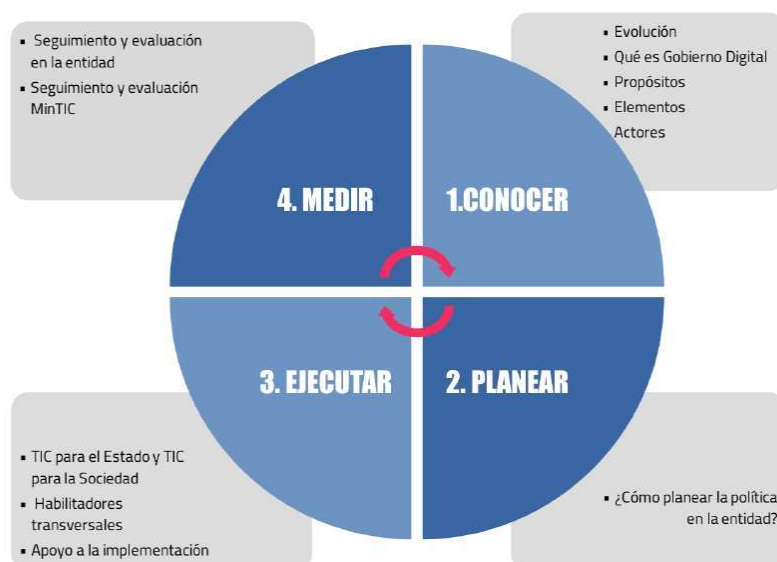 ▪ Seguimiento y evaluación
en la entidad
▪ Seguimiento y evaluación
MinTIC
▪ Evolución
▪ Qué es Gobierno Digital
▪ Propósitos
▪ Elementos
Actores
4. MEDIR
1.CONOCER
3. EJECUTAR
2. PLANEAR
▪ TIC para el Estado y TIC
para la Sociedad
▪ Habilitadores
transversales
▪ Apoyo a la implementación
▪ ¿Cómo planear la política
en la entidad?